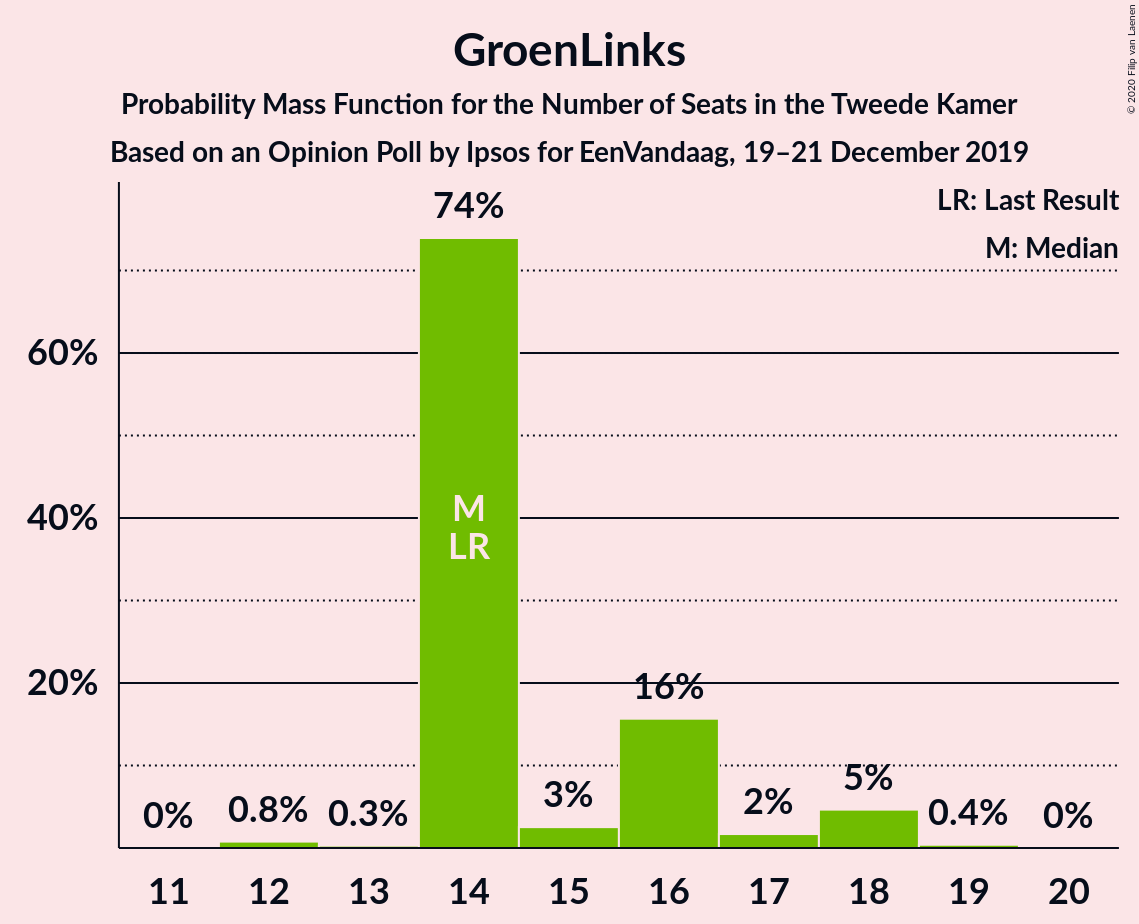 GroenLinks
Probability Mass Function for the Number of Seats in the Tweede Kamer
Based on an Opinion Poll by Ipsos for EenVandaag, 19–21 December 2019
© 2020 Filip van Laenen
LR: Last Result
M: Median
74%
60%
M
40%
LR
20%
16%
5%
3%
2%
0.8%
0.3%
0.4%
0%
0%
11 12 13 14 15 16 17 18 19 20